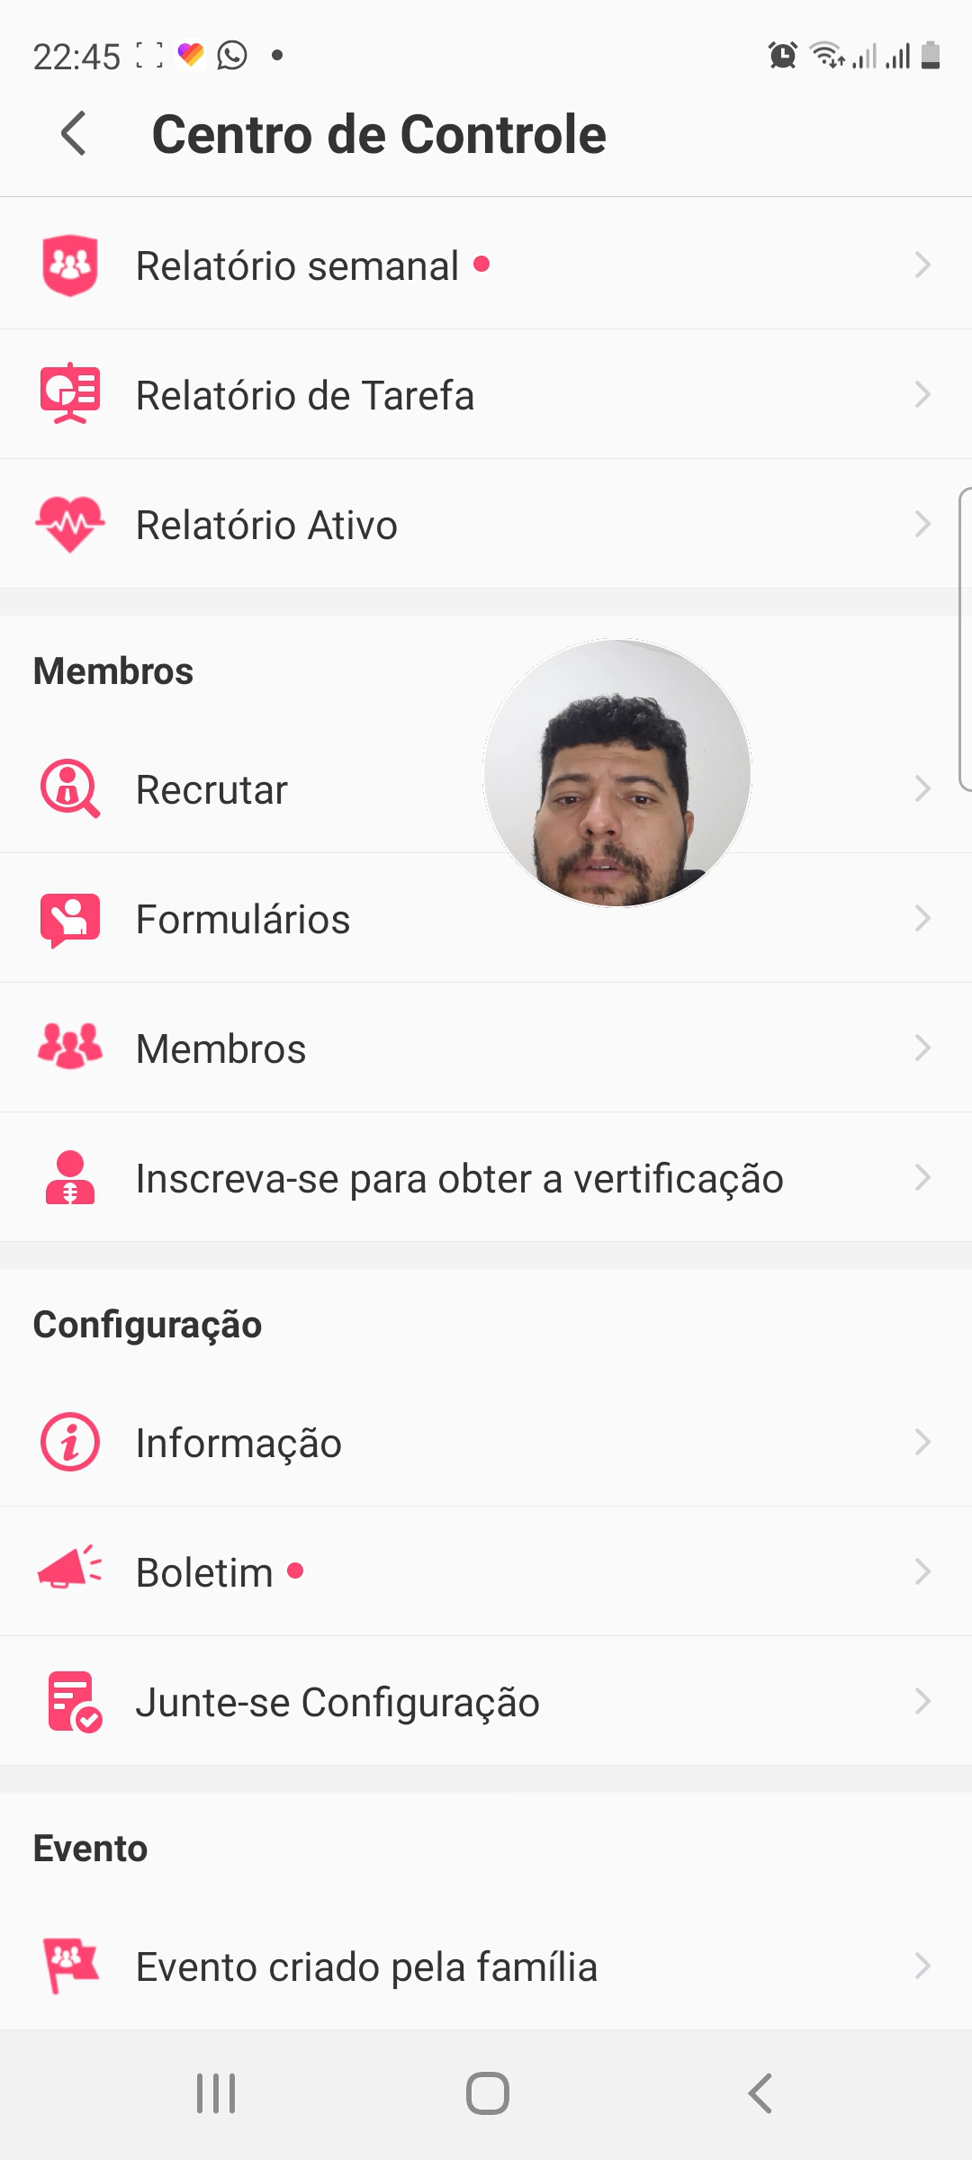 22:45
Centro de Controle
Relatório semanal
Relatório de Tarefa
Relatório Ativo
Membros
Recrutar
Formulários
Membros
Inscreva-se para obter a vertificação
Configuração
Informação
Boletim
Junte-se Configuração
Evento
Evento criado pela família